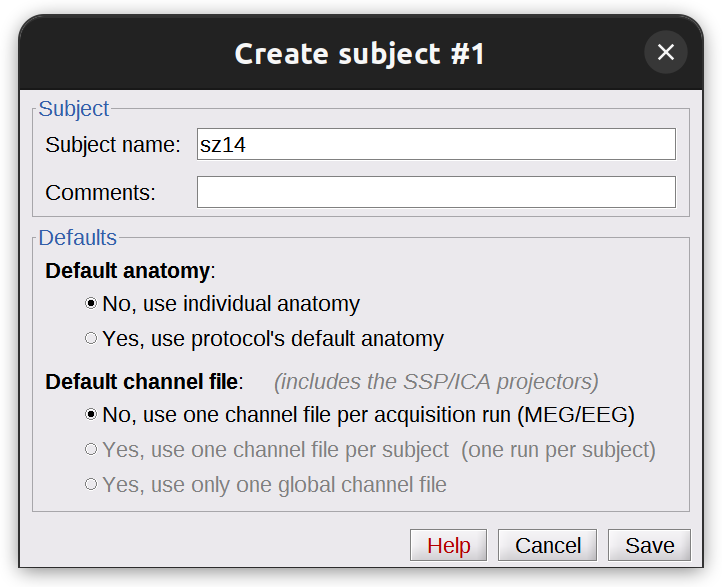 Create subject #1
Subject
Subject name: sz14
Comments:
Defaults
Default anatomy:
No, use individual anatomy
Yes, use protocol's default anatomy
Default channel file: (includes the SSP/ICA projectors)
No, use one channel file per acquisition run (MEG/EEG)
Yes, use one channel file per subject (one run per subject)
Yes, use only one global channel file
Help Cancel Save